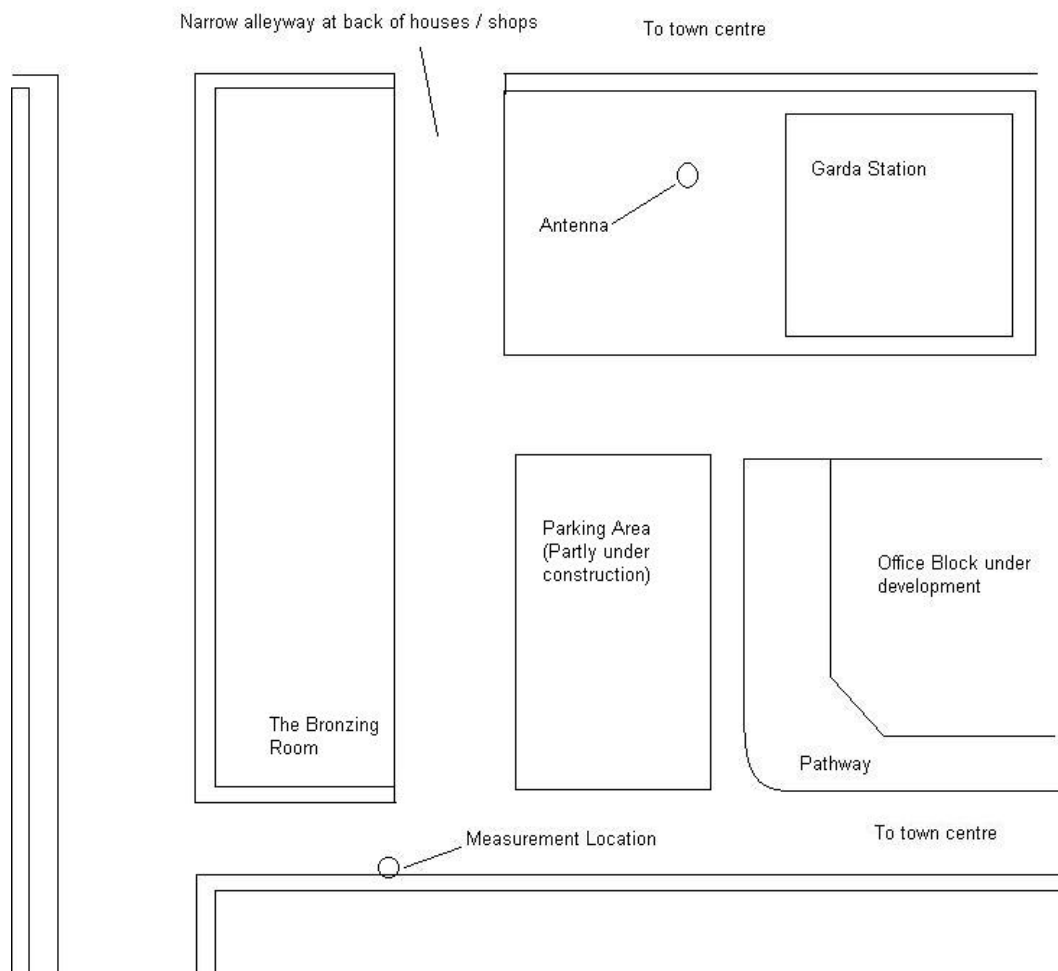 Narrow alleyway at back of houses / shops
To town centre
Garda Station
Antenna
Parking Area
(Partly under
construction)
Office Block under
development
The Bronzing
Room
Pathway
To town centre
Measurement Location